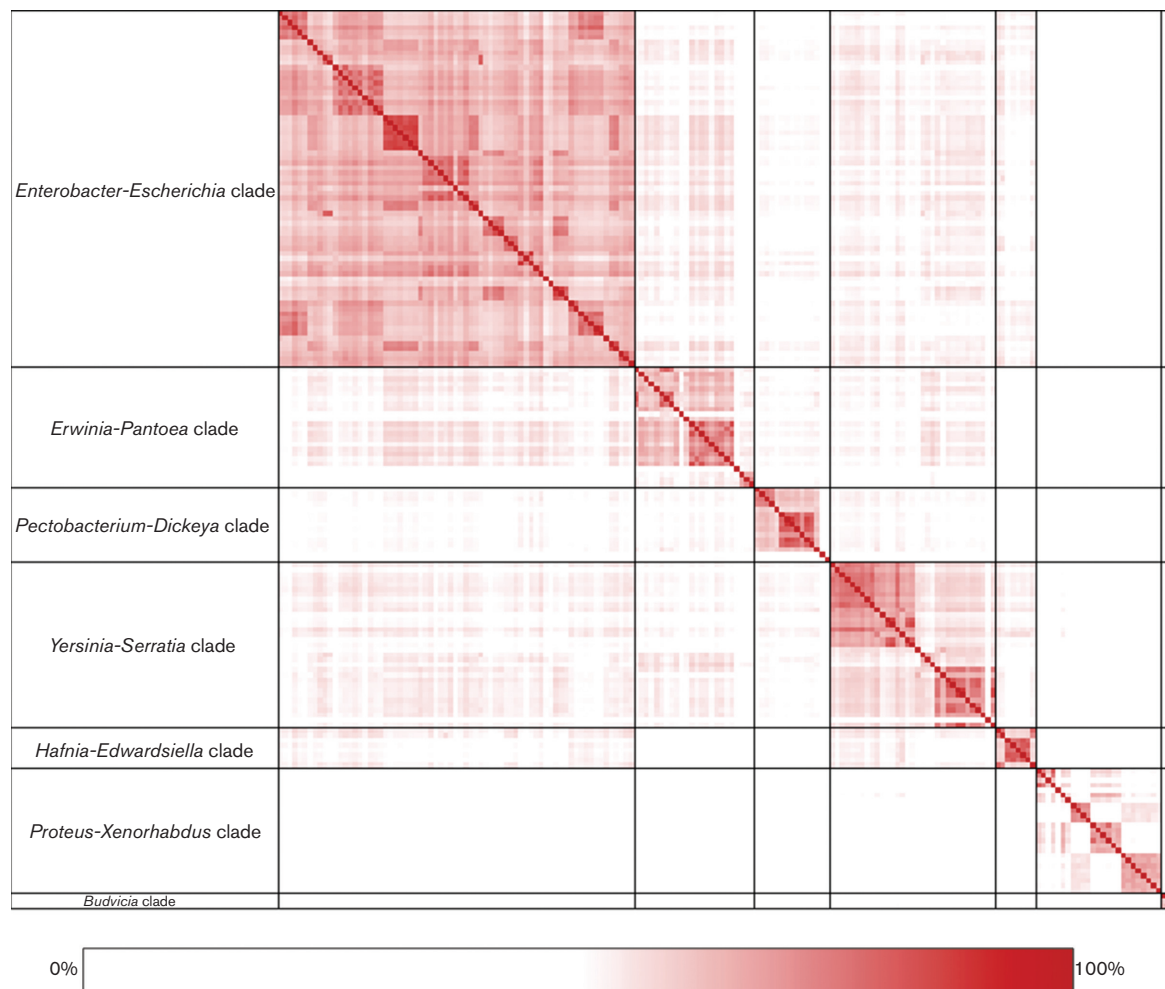 Enterobacter-Escherichia clade
Erwinia-Pantoea clade
Pectobacterium-Dickeya clade
Yersinia-Serratia clade
Hafnia-Edwardsiella clade
Proteus-Xenorhabdus clade
Budvicia clade
0% 100%